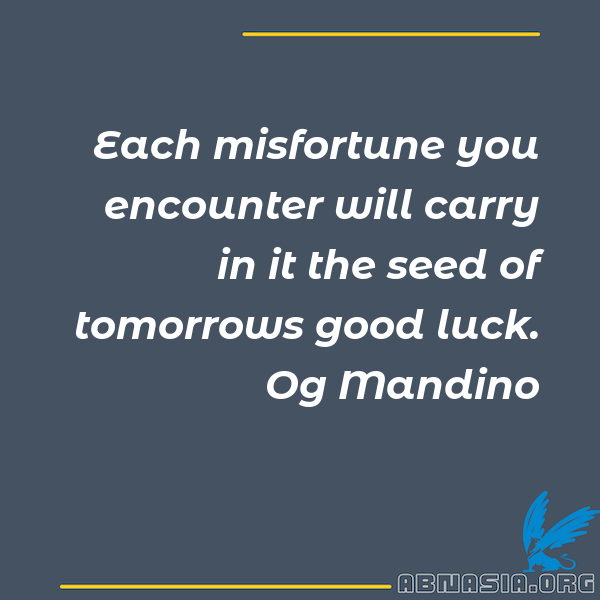 Each misfortune you
encounter will carry
in it the seed of
tomorrows good luck.
Og Mandino
ABNASIA.ORG